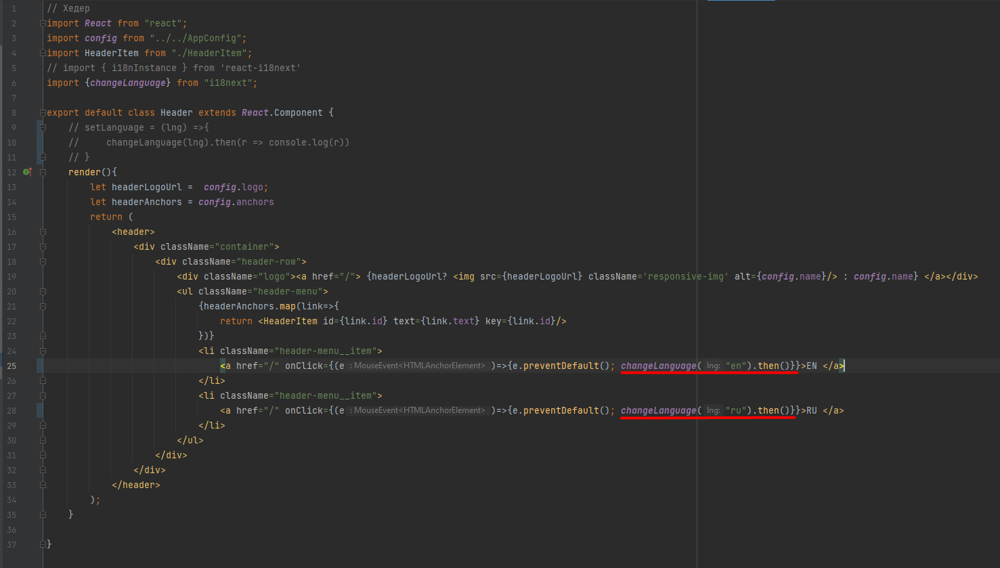 1 // Хедер
2 import React from "react";
3 import config from "../../AppConfig";
4 import HeaderItem from "./HeaderItem";
5 // import { i18nInstance } from 'react-i18next'
6 import {changeLanguage} from "i18next";
7
8 export default class Header extends React.Component {
9 // setLanguage = (lng) =>{
10 //     changeLanguage(lng).then(r => console.log(r))
11 // }
12 render(){
13 let headerLogoUrl =  config.logo;
14 let headerAnchors = config.anchors
15 return (
16 <header>
17 <div className="container">
18 <div className="header-row">
19 <div className="logo"><a href="/"> {headerLogoUrl? <img src={headerLogoUrl} className='responsive-img' alt={config.name}/> : config.name} </a></div>
20 <ul className="header-menu">
21 {headerAnchors.map(link=>{
22 return <HeaderItem id={link.id} text={link.text} key={link.id}/>
23 })}
24 <li className="header-menu__item">
25 <a href="/" onClick={(e : MouseEvent<HTMLAnchorElement> )=>{e.preventDefault(); changeLanguage( lng: "en").then()}}>EN </a>
26 </li>
27 <li className="header-menu__item">
28 <a href="/" onClick={(e : MouseEvent<HTMLAnchorElement> )=>{e.preventDefault(); changeLanguage( lng: "ru").then()}}>RU </a>
29 </li>
30 </ul>
31 </div>
32 </div>
33 </header>
34 );
35 }
36
37 }